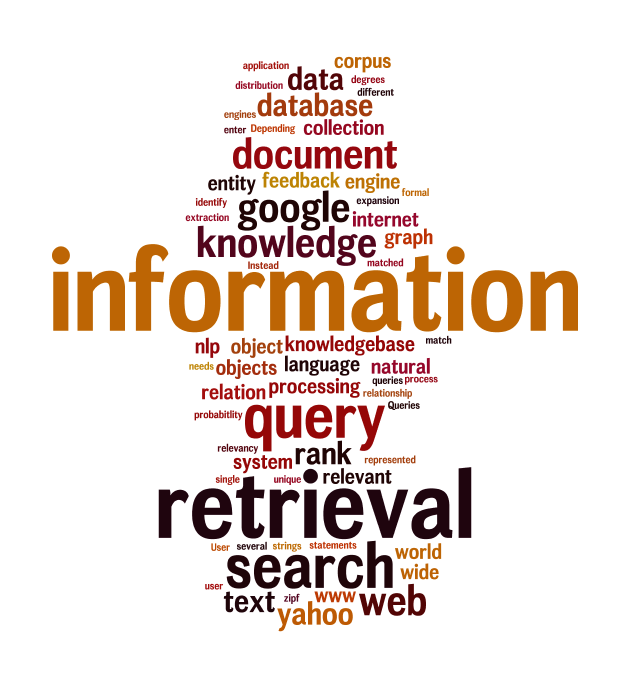 corpus
application
data
degrees
distribution
different
database
engines
enter
Depending
collection
document
entity
feedback
engine
formal
identify
google
expansion
extraction
internet
knowledge
graph
Instead
matched
information
nlp
object
knowledgebase
match
needs
objects
language
natural
queries
process
relation
processing
relationship
probabitlity
query
Queries
relevancy
rank
system
represented
single
unique
relevant
retrieval
User
several
strings
statements
world
search
wide
user
text
zipf
www
web
yahoo